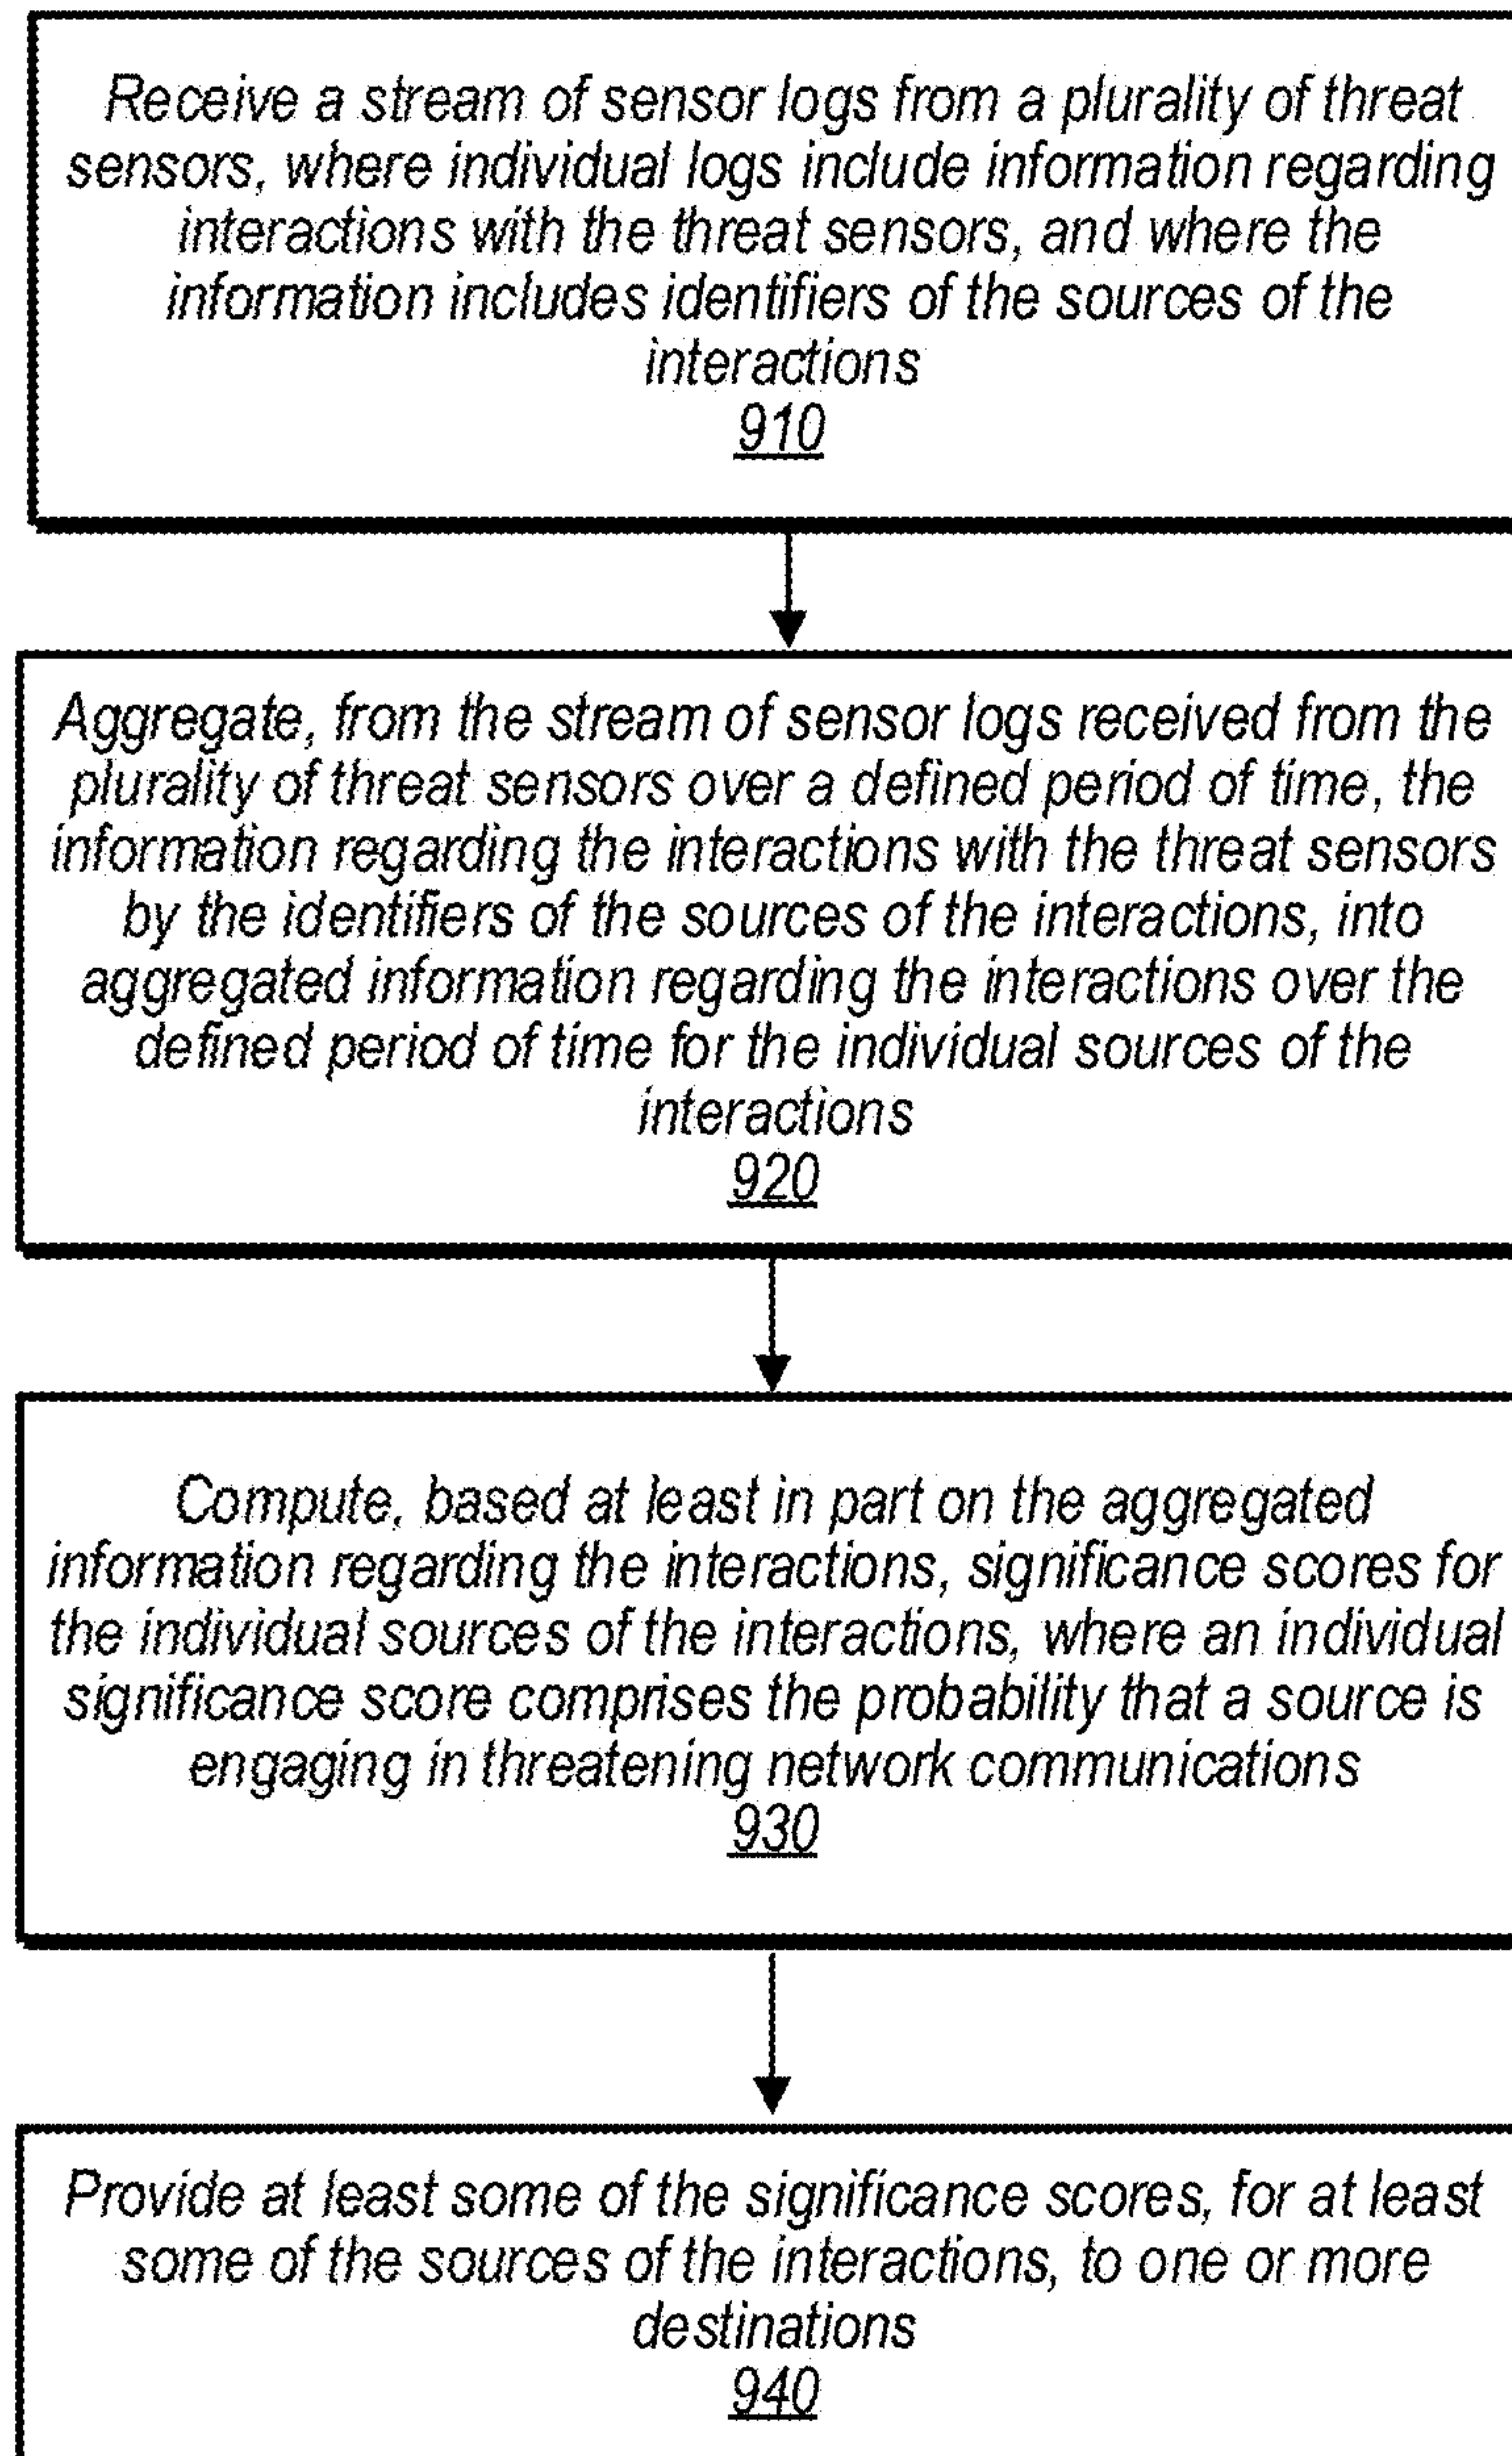 Receive a stream of sensor logs from a plurality of threat
sensors, where individual logs include information regarding
interactions with the threat sensors, and where the
information includes identifiers of the sources of the
interactions
910
Aggregate, from the stream of sensor logs received from the
plurality of threat sensors over a defined period of time, the
information regarding the interactions with the threat sensors
by the identifiers of the sources of the interactions, into
aggregated information regarding the interactions over the
defined period of time for the individual sources of the
interactions
920
Compute, based at least in part on the aggregated
information regarding the interactions, significance scores for
the individual sources of the interactions, where an individual
significance score comprises the probability that a source is
engaging in threatening network communications
930
Provide at least some of the significance scores, for at least
some of the sources of the interactions, to one or more
destinations
940